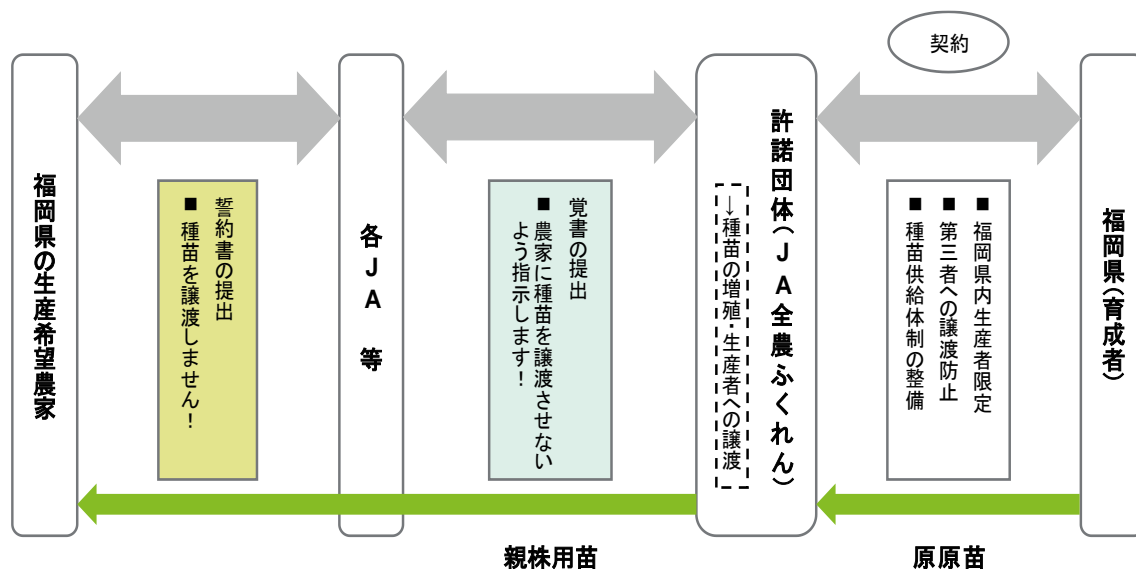 契約
福岡県(育成者)
■ 福岡県内生産者限定
■ 第三者への譲渡防止
■ 種苗供給体制の整備
許諾団体(JA全農ふくれん)
→種苗の増殖・生産者への譲渡
覚書の提出
■ 農家に種苗を譲渡させない
よう指示します!
各JA 等
誓約書の提出
■ 種苗を譲渡しません!
福岡県の生産希望農家
親株用苗
原原苗